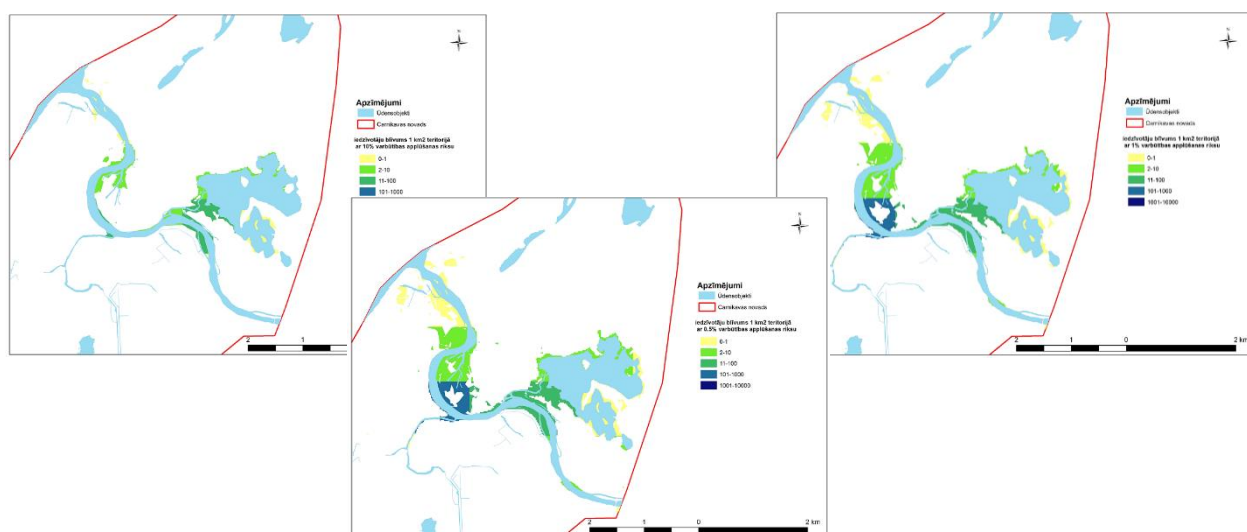 N
Apzīmējumi
Ūdensobjekti
Carnikavas novads
Iedzīvotāju blīvums 1 km2 teritorijā
ar 10% varbūtības applūšanas risku
0-1
2-10
11-100
101-1000
2
1
N
Apzīmējumi
Ūdensobjekti
Carnikavas novads
Iedzīvotāju blīvums 1 km2 teritorijā
ar 1% varbūtības applūšanas risku
0-1
2-10
11-100
101-1000
1001-10000
2
1
0
2 km
N
Apzīmējumi
Ūdensobjekti
Carnikavas novads
Iedzīvotāju blīvums 1 km2 teritorijā
ar 0.5% varbūtības applūšanas risku
0-1
2-10
11-100
101-1000
1001-10000
2
1
0
2 km